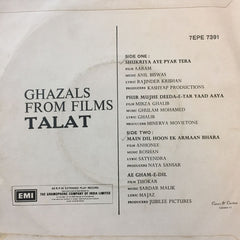 7EPE 7391
GHAZALS
FROM FILMS
TALAT
SIDE ONE :
SHUKRIYA AYE PYAR TERA
FILM AARAM
MUSIC ANIL BISWAS
LYRIC RAJINDER KRISHAN
PRODUCERS KASHYAP PRODUCTIONS
PHIR MUJHE DEEDA-E-TAR YAAD AAYA
FILM MIRZA GHALIB
MUSIC GHULAM MOHAMED
LYRIC GHALIB
PRODUCERS MINERVA MOVIETONE
SIDE TWO :
MAIN DIL HOON EK ARMAAN BHARA
FILM ANHONEE
MUSIC ROSHAN
LYRIC SATYENDRA
PRODUCERS NAYA SANSAR
AE GHAM-E-DIL
FILM THOKAR
MUSIC SARDAR MALIK
LYRIC MAJAZ
PRODUCERS JUBILEE PICTURES
EMI
THE GRAMOPHONE COMPANY OF INDIA LIMITED